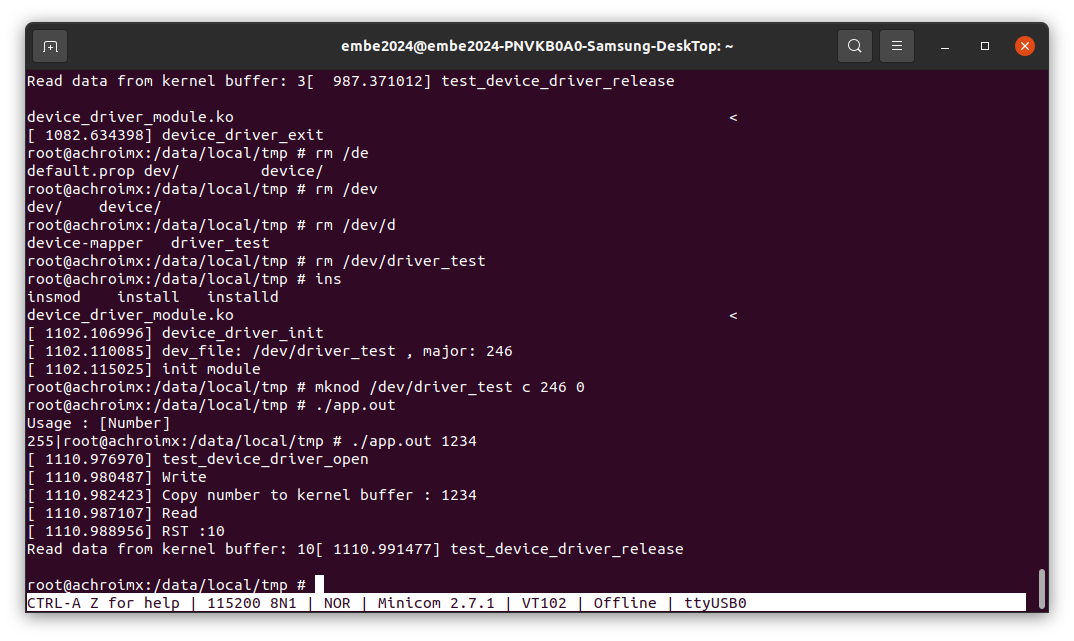 embe2024@embe2024-PNVKB0A0-Samsung-DeskTop: ~
Read data from kernel buffer: 3[  987.371012] test_device_driver_release
device_driver_module.ko                                                       <
[ 1082.634398] device_driver_exit
root@achroimx:/data/local/tmp # rm /de
default.prop dev/         device/
root@achroimx:/data/local/tmp # rm /dev
dev/    device/
root@achroimx:/data/local/tmp # rm /dev/d
device-mapper   driver_test
root@achroimx:/data/local/tmp # rm /dev/driver_test
root@achroimx:/data/local/tmp # ins
insmod    install   installd
device_driver_module.ko                                                       <
[ 1102.106996] device_driver_init
[ 1102.110085] dev_file: /dev/driver_test , major: 246
[ 1102.115025] init module
root@achroimx:/data/local/tmp # mknod /dev/driver_test c 246 0
root@achroimx:/data/local/tmp # ./app.out
Usage : [Number]
255|root@achroimx:/data/local/tmp # ./app.out 1234
[ 1110.976970] test_device_driver_open
[ 1110.980487] Write
[ 1110.982423] Copy number to kernel buffer : 1234
[ 1110.987107] Read
[ 1110.988956] RST :10
Read data from kernel buffer: 10[ 1110.991477] test_device_driver_release
root@achroimx:/data/local/tmp #
CTRL-A Z for help | 115200 8N1 | NOR | Minicom 2.7.1 | VT102 | Offline | ttyUSB0